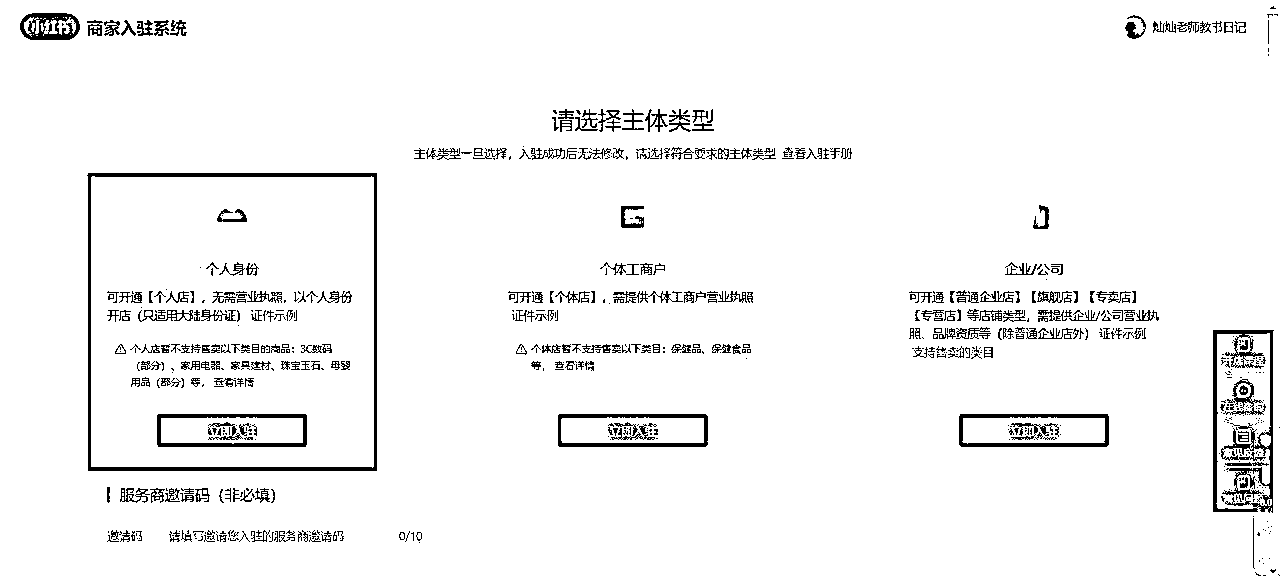 小红书 商家入驻系统
灿灿老师教书日记
请选择主体类型
主体类型一旦选择，入驻成功后无法修改，请选择符合要求的主体类型 查看入驻手册
个人身份
可开通【个人店】，无需营业执照，以个人身份
开店（只适用大陆身份证） 证件示例
个人店暂不支持售卖以下类目的商品：3C数码
（部分）、家用电器、家具建材、珠宝玉石、母婴
用品（部分）等， 查看详情
立即入驻
个体工商户
可开通【个体店】，需提供个体工商户营业执照
证件示例
个体店暂不支持售卖以下类目：保健品、保健食品
等， 查看详情
立即入驻
企业/公司
可开通【普通企业店】【旗舰店】【专卖店】
【专营店】等店铺类型，需提供企业/公司营业执
照、品牌资质等（除普通企业店外） 证件示例
支持售卖的类目
立即入驻
服务商邀请码（非必填）
邀请码 请填写邀请您入驻的服务商邀请码 0/10